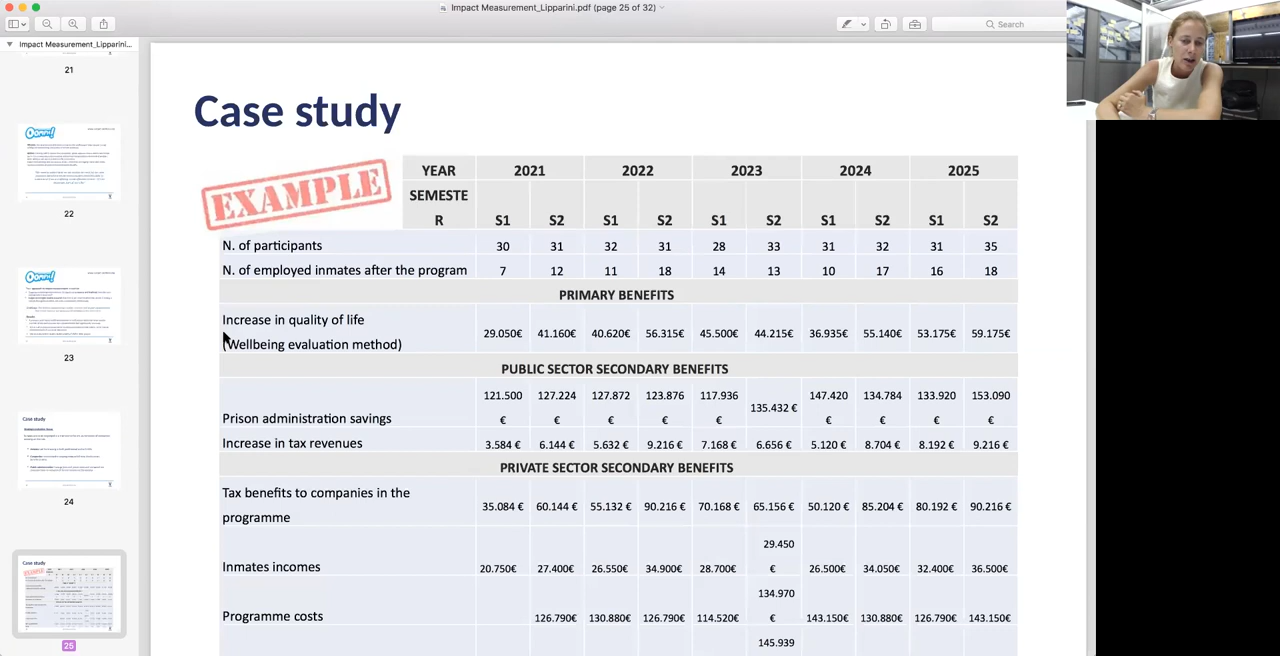 Impact Measurement_Lipparini.pdf (page 25 of 32)
Search
Impact Measurement_Lipparini...
21
22
23
24
25
Case study
EXAMPLE
YEAR 2021 2022 2023 2024 2025
SEMESTE
R S1 S2 S1 S2 S1 S2 S1 S2 S1 S2
N. of participants 30 31 32 31 28 33 31 32 31 35
N. of employed inmates after the program 7 12 11 18 14 13 10 17 16 18
PRIMARY BENEFITS
Increase in quality of life
(Wellbeing evaluation method) 41.160€ 40.620€ 56.315€ 45.500€ 36.935€ 55.140€ 53.175€ 59.175€
PUBLIC SECTOR SECONDARY BENEFITS
121.500 127.224 127.872 123.876 117.936 147.420 134.784 133.920 153.090
135.432 €
Prison administration savings € € € € € € € € €
Increase in tax revenues 6.144 € 5.632 € 9.216 € 7.168 € 5.120 € 8.704 € 8.192 € 9.216 €
PRIVATE SECTOR SECONDARY BENEFITS
Tax benefits to companies in the
programme 35.084 € 60.144 € 55.132 € 90.216 € 70.168 € 65.156 € 50.120 € 85.204 € 80.192 € 90.216 €
29.450
Inmates incomes 20.750€ 27.400€ 26.550€ 34.900€ 28.700€ 26.500€ 34.050€ 32.400€ 36.500€
134.970
Programme costs 126.790€ 130.880€ 126.790€ 114.520€ 143.150€ 130.880€ 126.790€ 143.150€
145.939